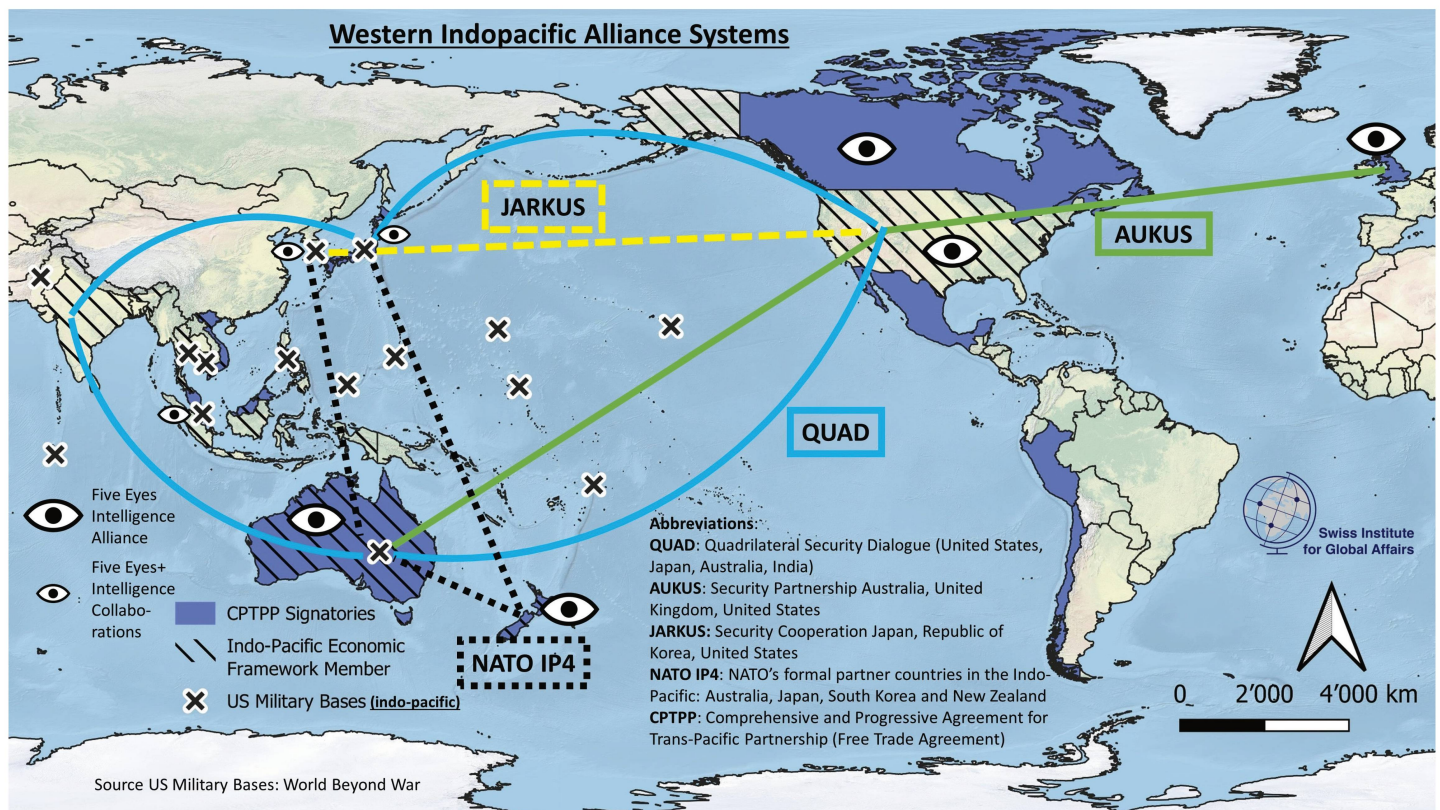 Western Indopacific Alliance Systems
JARKUS
AUKUS
QUAD
NATO IP4
Five Eyes
Intelligence
Alliance
Five Eyes+
Intelligence
Collabo-
rations
CPTPP Signatories
Indo-Pacific Economic
Framework Member
US Military Bases (indo-pacific)
Source US Military Bases: World Beyond War
Abbreviations:
QUAD: Quadrilateral Security Dialogue (United States,
Japan, Australia, India)
AUKUS: Security Partnership Australia, United
Kingdom, United States
JARKUS: Security Cooperation Japan, Republic of
Korea, United States
NATO IP4: NATO’s formal partner countries in the Indo-
Pacific: Australia, Japan, South Korea and New Zealand
CPTPP: Comprehensive and Progressive Agreement for
Trans-Pacific Partnership (Free Trade Agreement)
Swiss Institute
for Global Affairs
0 2’000 4’000 km